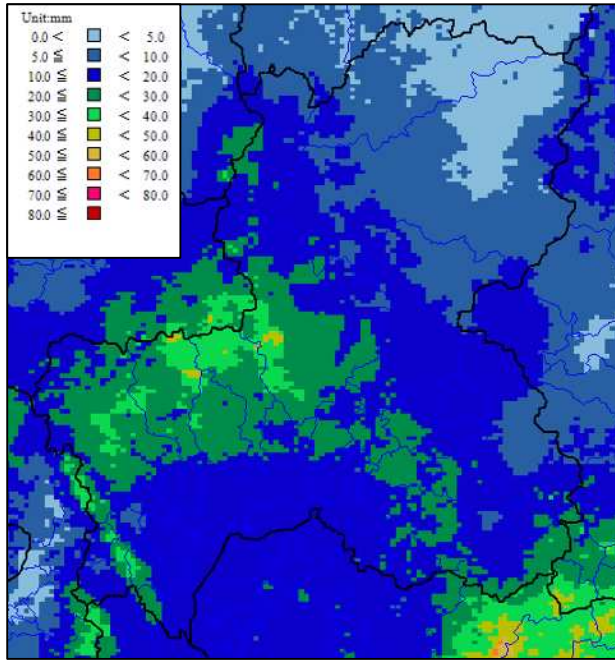 Unit:mm
0.0 < < 5.0
5.0 ≦ < 10.0
10.0 ≦ < 20.0
20.0 ≦ < 30.0
30.0 ≦ < 40.0
40.0 ≦ < 50.0
50.0 ≦ < 60.0
60.0 ≦ < 70.0
70.0 ≦ < 80.0
80.0 ≦